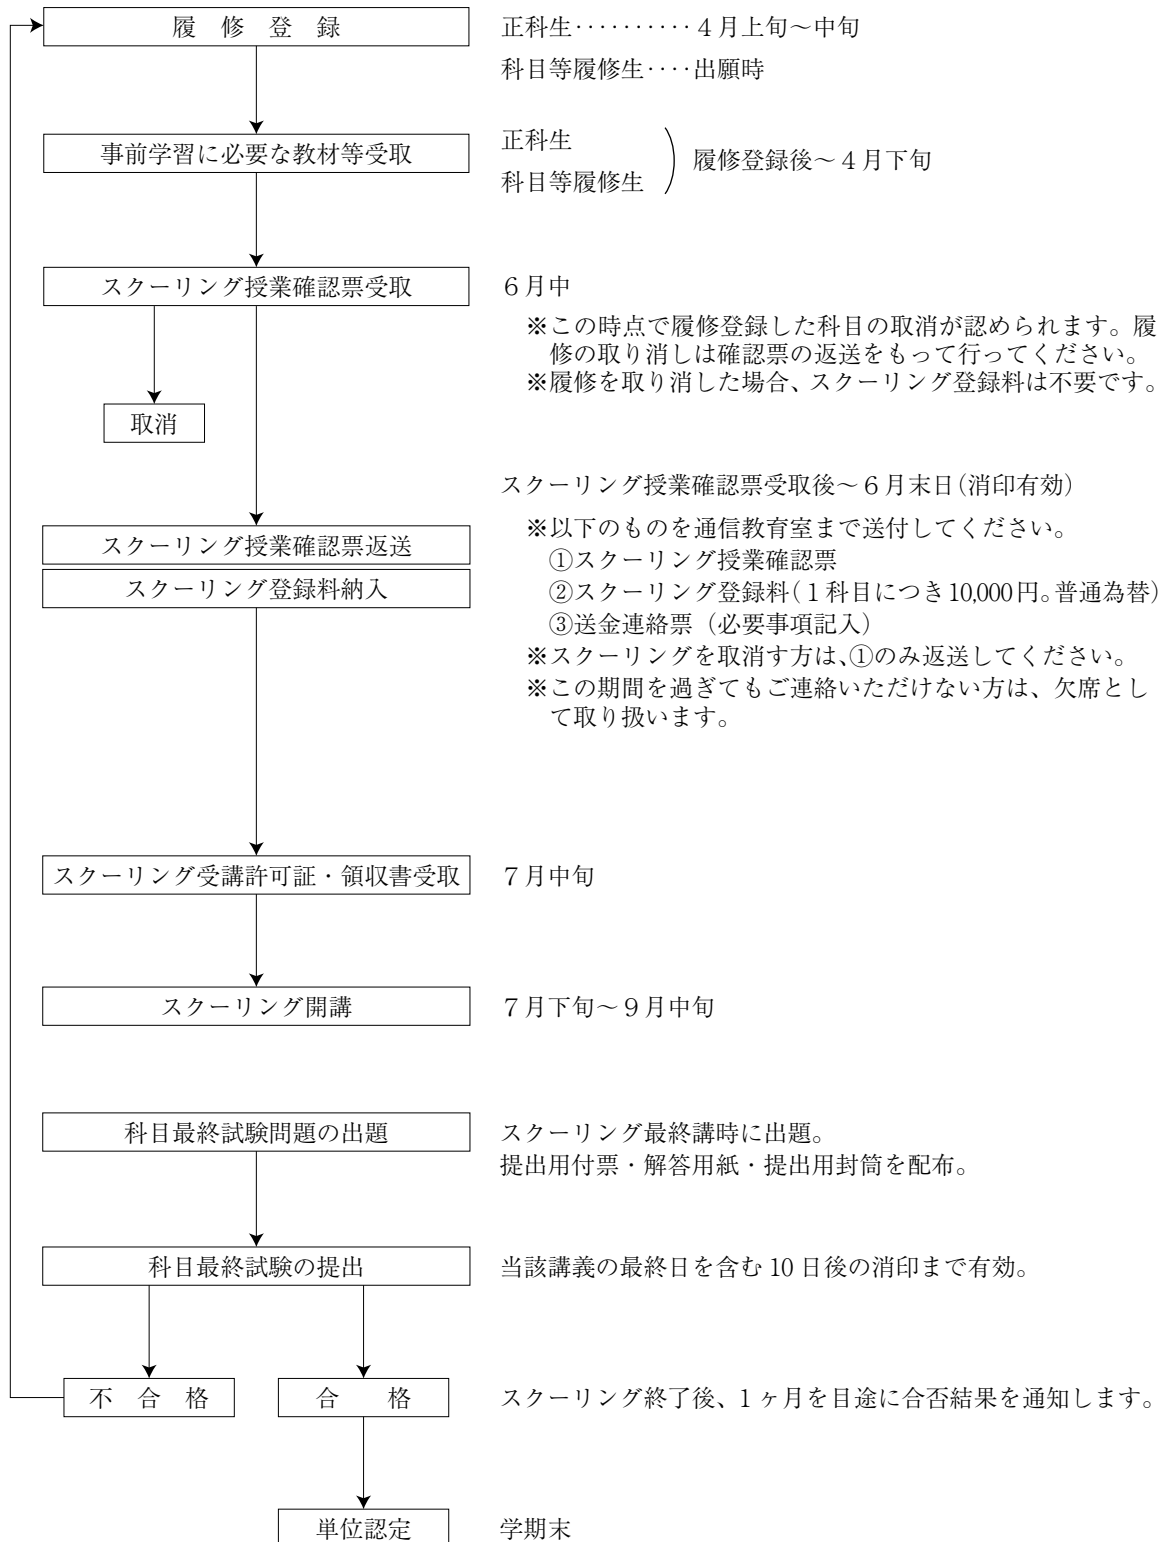 履 修 登 録
正科生‥‥‥‥‥4月上旬～中旬
科目等履修生‥‥出願時
事前学習に必要な教材等受取
正科生
科目等履修生
履修登録後～4月下旬
スクーリング授業確認票受取
6月中
※この時点で履修登録した科目の取消が認められます。履
修の取り消しは確認票の返送をもって行ってください。
※履修を取り消した場合、スクーリング登録料は不要です。
取消
スクーリング授業確認票受取後～6月末日(消印有効)
スクーリング授業確認票返送
スクーリング登録料納入
※以下のものを通信教育室まで送付してください。
①スクーリング授業確認票
②スクーリング登録料(1科目につき10,000円。普通為替)
③送金連絡票（必要事項記入）
※スクーリングを取消す方は、①のみ返送してください。
※この期間を過ぎてもご連絡いただけない方は、欠席とし
て取り扱います。
スクーリング受講許可証・領収書受取
7月中旬
スクーリング開講
7月下旬～9月中旬
科目最終試験問題の出題
スクーリング最終講時に出題。
提出用付票・解答用紙・提出用封筒を配布。
科目最終試験の提出
当該講義の最終日を含む10日後の消印まで有効。
不 合 格
合 格
スクーリング終了後、1ヶ月を目途に合否結果を通知します。
単位認定
学期末